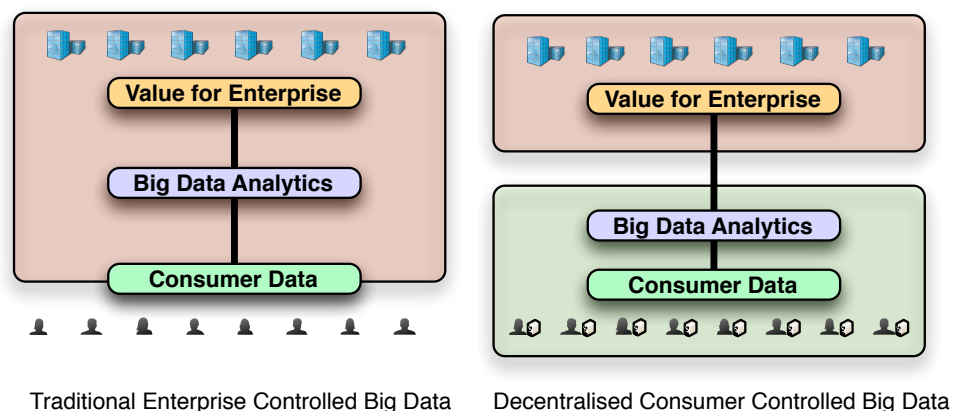 Value for Enterprise
Big Data Analytics
Consumer Data
Traditional Enterprise Controlled Big Data
Value for Enterprise
Big Data Analytics
Consumer Data
Decentralised Consumer Controlled Big Data